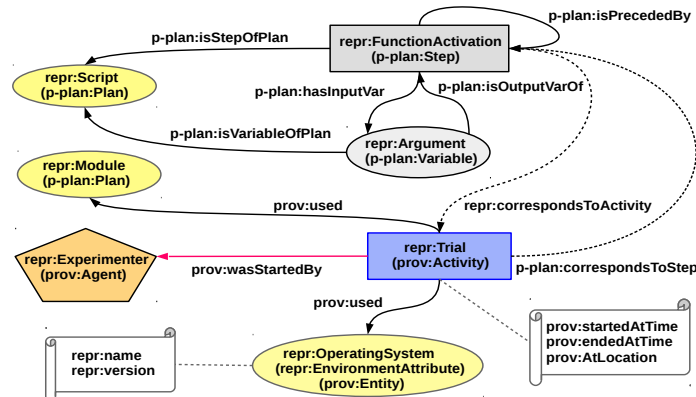 p-plan:isPrecededBy
p-plan:isStepOfPlan
repr:FunctionActivation
(p-plan:Step)
repr:Script
(p-plan:Plan)
p-plan:hasInputVar
p-plan:isOutputVarOf
p-plan:isVariableOfPlan
repr:Argument
(p-plan:Variable)
repr:Module
(p-plan:Plan)
prov:used
repr:correspondsToActivity
repr:Experimenter
(prov:Agent)
prov:wasStartedBy
repr:Trial
(prov:Activity)
p-plan:correspondsToStep
prov:used
repr:name
repr:version
repr:OperatingSystem
(repr:EnvironmentAttribute)
(prov:Entity)
prov:startedAtTime
prov:endedAtTime
prov:AtLocation